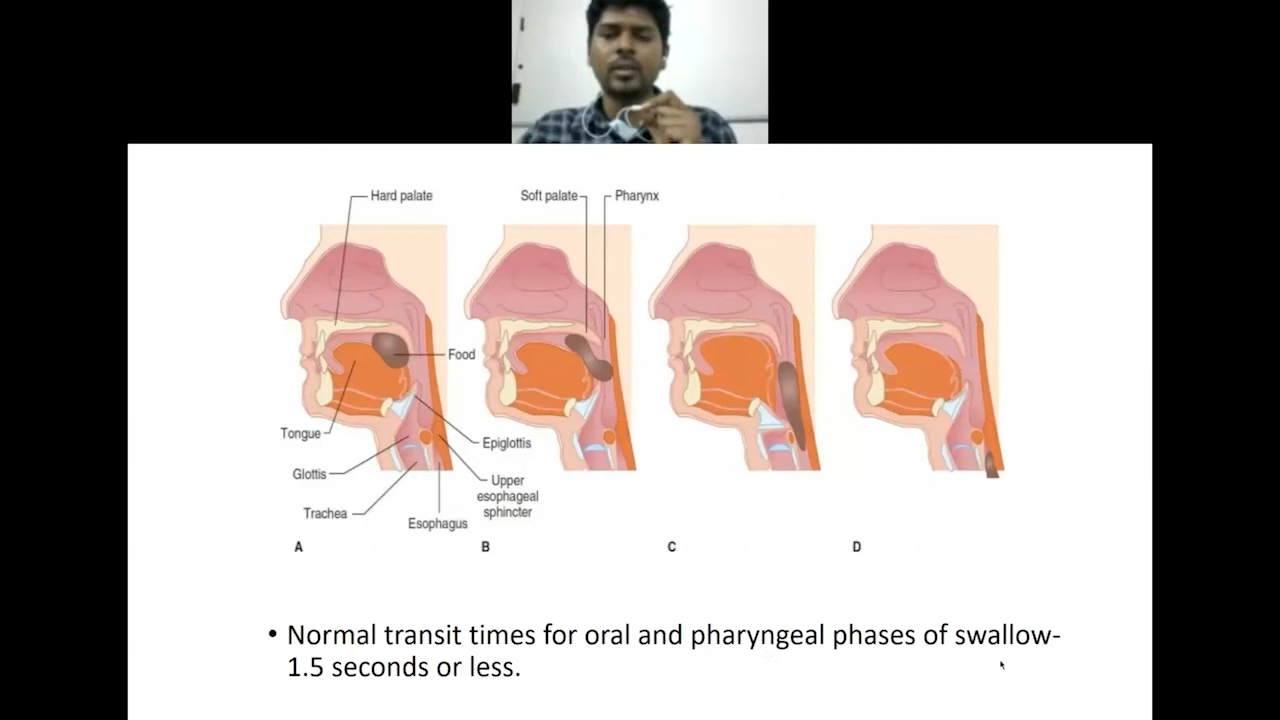 Hard palate
Soft palate
Pharynx
Food
Tongue
Epiglottis
Glottis
Upper
esophageal
sphincter
Trachea
Esophagus
A
B
C
D
• Normal transit times for oral and pharyngeal phases of swallow-
1.5 seconds or less.